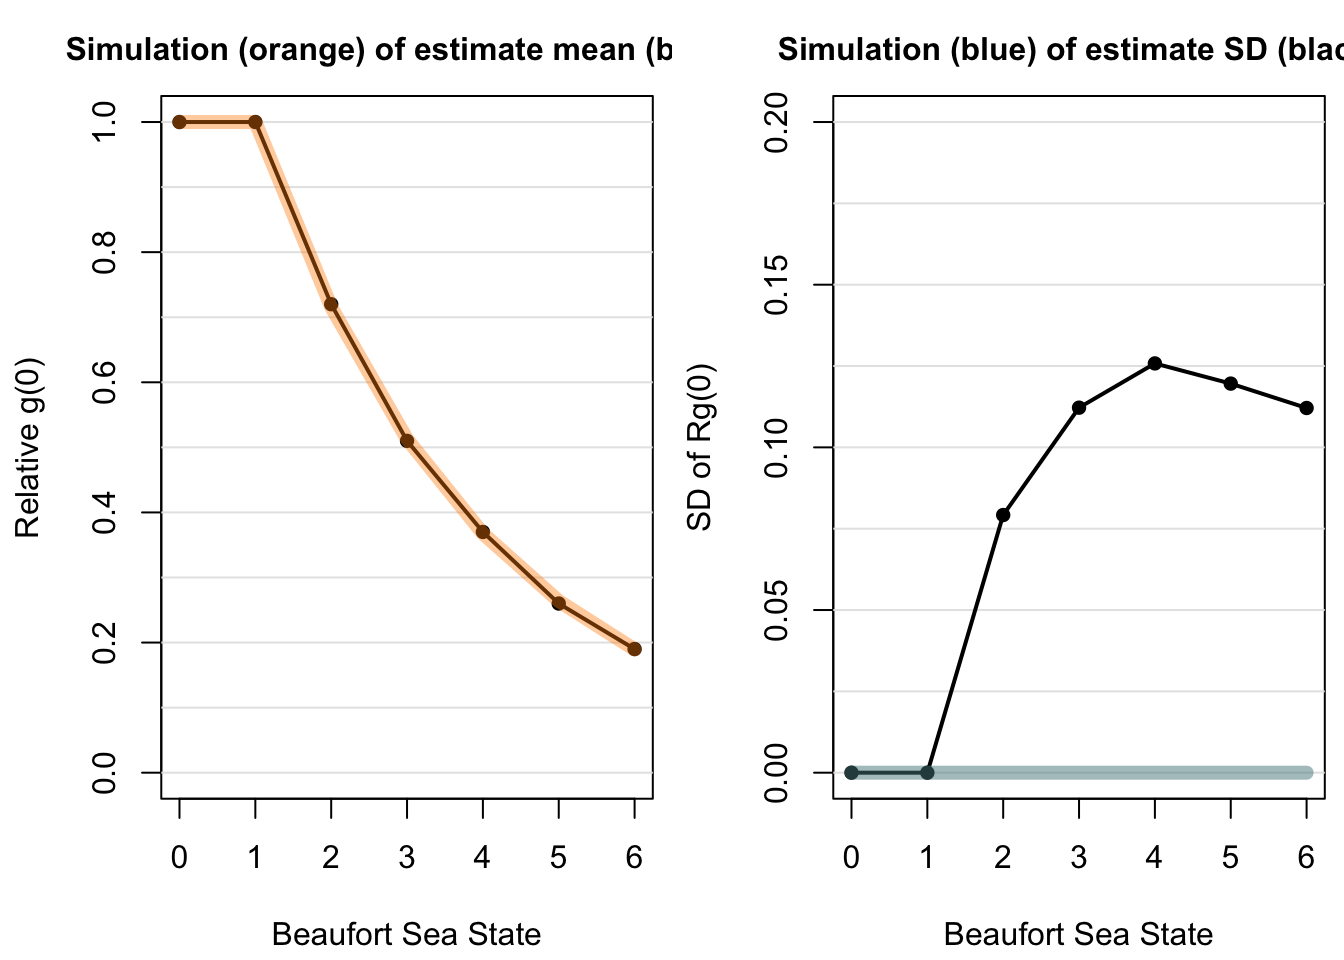 Simulation (orange) of estimate mean (b
Relative g(0)
1.0
0.8
0.6
0.4
0.2
0.0
0 1 2 3 4 5 6
Beaufort Sea State
Simulation (blue) of estimate SD (blac
SD of Rg(0)
0.20
0.15
0.10
0.05
0.00
0 1 2 3 4 5 6
Beaufort Sea State